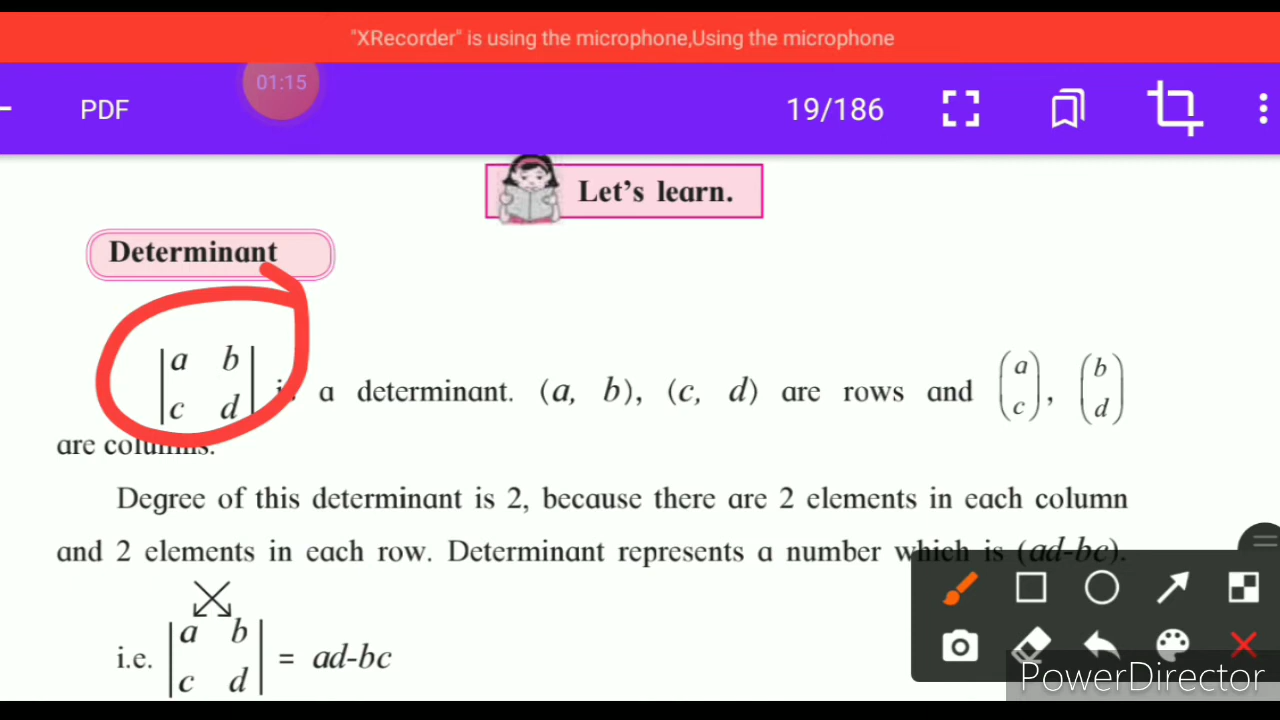 "XRecorder" is using the microphone,Using the microphone
01:15
PDF
19/186
Let's learn.
Determinant
| a b |
| c d | is a determinant. (a, b), (c, d) are rows and (a c), (b d)
are columns.
Degree of this determinant is 2, because there are 2 elements in each column
and 2 elements in each row. Determinant represents a number which is (ad-bc).
i.e. | a b |
| c d | = ad-bc
PowerDirector